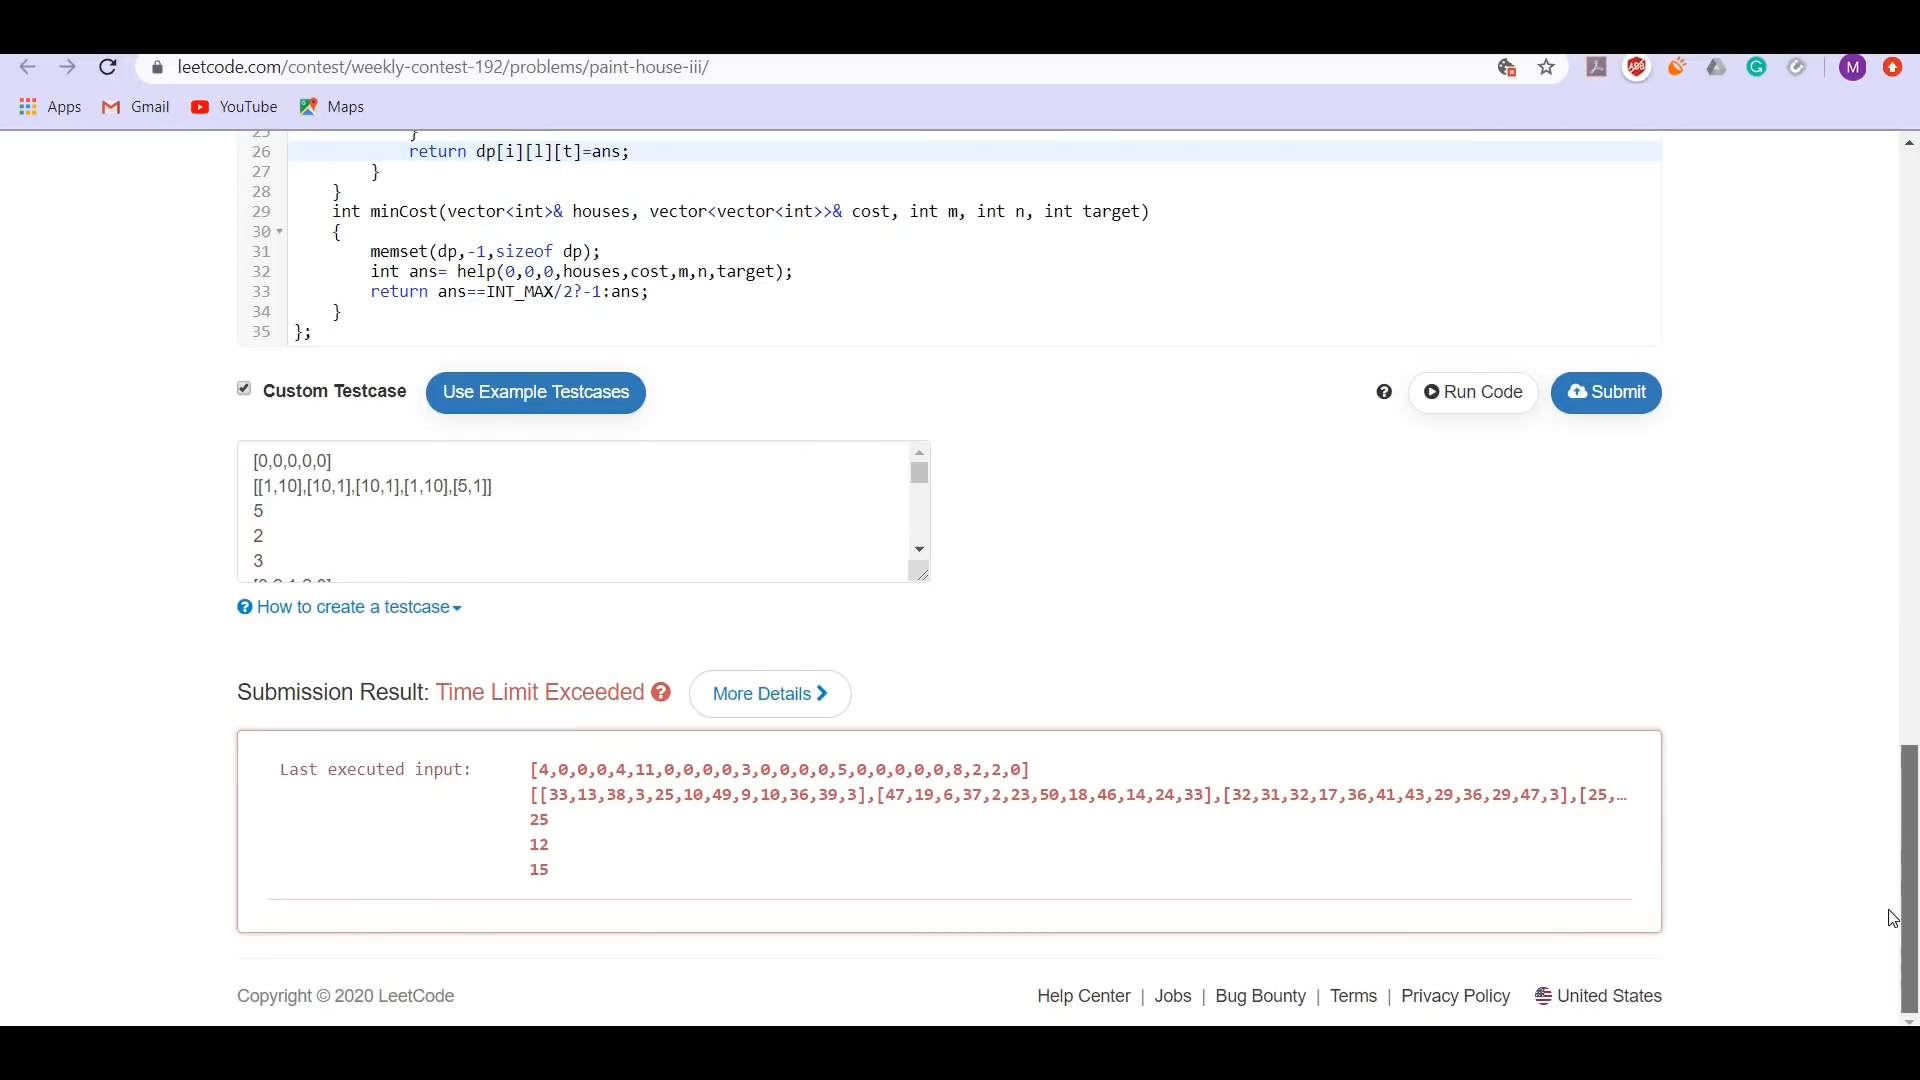 leetcode.com/contest/weekly-contest-192/problems/paint-house-iii/
M
Apps Gmail YouTube Maps
25 }
26 return dp[i][l][t]=ans;
27 }
28 }
29 int minCost(vector<int>& houses, vector<vector<int>>& cost, int m, int n, int target)
30 {
31 memset(dp,-1,sizeof dp);
32 int ans= help(0,0,0,houses,cost,m,n,target);
33 return ans==INT_MAX/2?-1:ans;
34 }
35 };
Custom Testcase Use Example Testcases Run Code Submit
[0,0,0,0,0]
[[1,10],[10,1],[10,1],[1,10],[5,1]]
5
2
3
How to create a testcase
Submission Result: Time Limit Exceeded More Details
Last executed input: [4,0,0,0,4,11,0,0,0,0,3,0,0,0,0,5,0,0,0,0,0,8,2,2,0]
[[33,13,38,3,25,10,49,9,10,36,39,3],[47,19,6,37,2,23,50,18,46,14,24,33],[32,31,32,17,36,41,43,29,36,29,47,3],[25,…
25
12
15
Copyright © 2020 LeetCode Help Center | Jobs | Bug Bounty | Terms | Privacy Policy United States